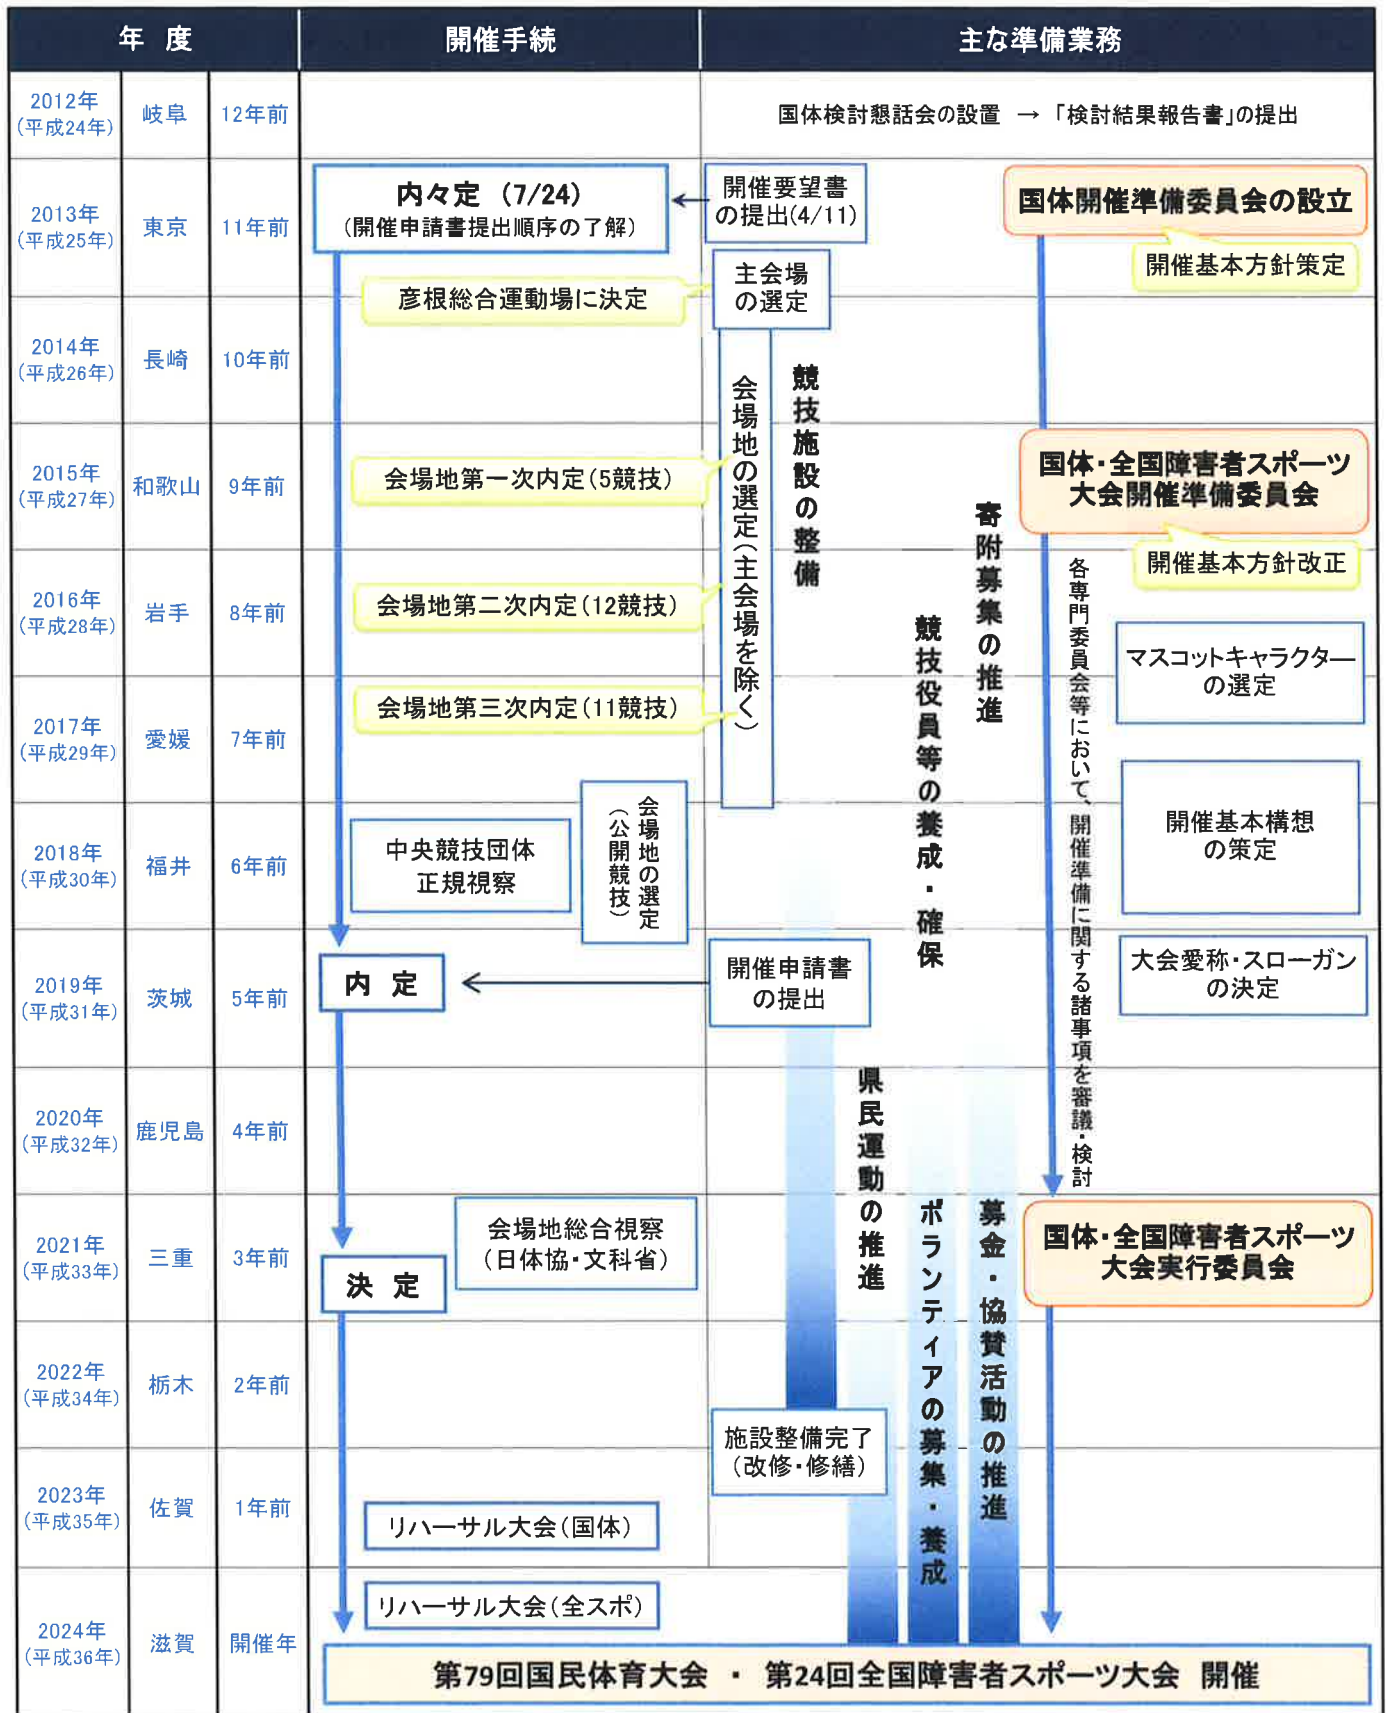 年　度
開催手続
主な準備業務
2012年
(平成24年)
岐阜
12年前
国体検討懇話会の設置　→　「検討結果報告書」の提出
2013年
(平成25年)
東京
11年前
内々定（7/24）
(開催申請書提出順序の了解)
開催要望書
の提出(4/11)
国体開催準備委員会の設立
開催基本方針策定
主会場
の選定
彦根総合運動場に決定
2014年
(平成26年)
長崎
10年前
会場地の選定(主会場を除く)
競技施設の整備
2015年
(平成27年)
和歌山
9年前
会場地第一次内定(5競技)
国体・全国障害者スポーツ
大会開催準備委員会
開催基本方針改正
寄附募集の推進
2016年
(平成28年)
岩手
8年前
会場地第二次内定(12競技)
競技役員等の養成・確保
各専門委員会等において、開催準備に関する諸事項を審議・検討
マスコットキャラクター
の選定
2017年
(平成29年)
愛媛
7年前
会場地第三次内定(11競技)
開催基本構想
の策定
2018年
(平成30年)
福井
6年前
中央競技団体
正規視察
会場地の選定
(公開競技)
2019年
(平成31年)
茨城
5年前
内　定
開催申請書
の提出
大会愛称・スローガン
の決定
2020年
(平成32年)
鹿児島
4年前
県民運動の推進
2021年
(平成33年)
三重
3年前
会場地総合視察
(日体協・文科省)
決　定
ボランティアの募集・養成
募金・協賛活動の推進
国体・全国障害者スポーツ
大会実行委員会
2022年
(平成34年)
栃木
2年前
施設整備完了
(改修・修繕)
2023年
(平成35年)
佐賀
1年前
リハーサル大会(国体)
2024年
(平成36年)
滋賀
開催年
リハーサル大会(全スポ)
第79回国民体育大会　・　第24回全国障害者スポーツ大会　開催